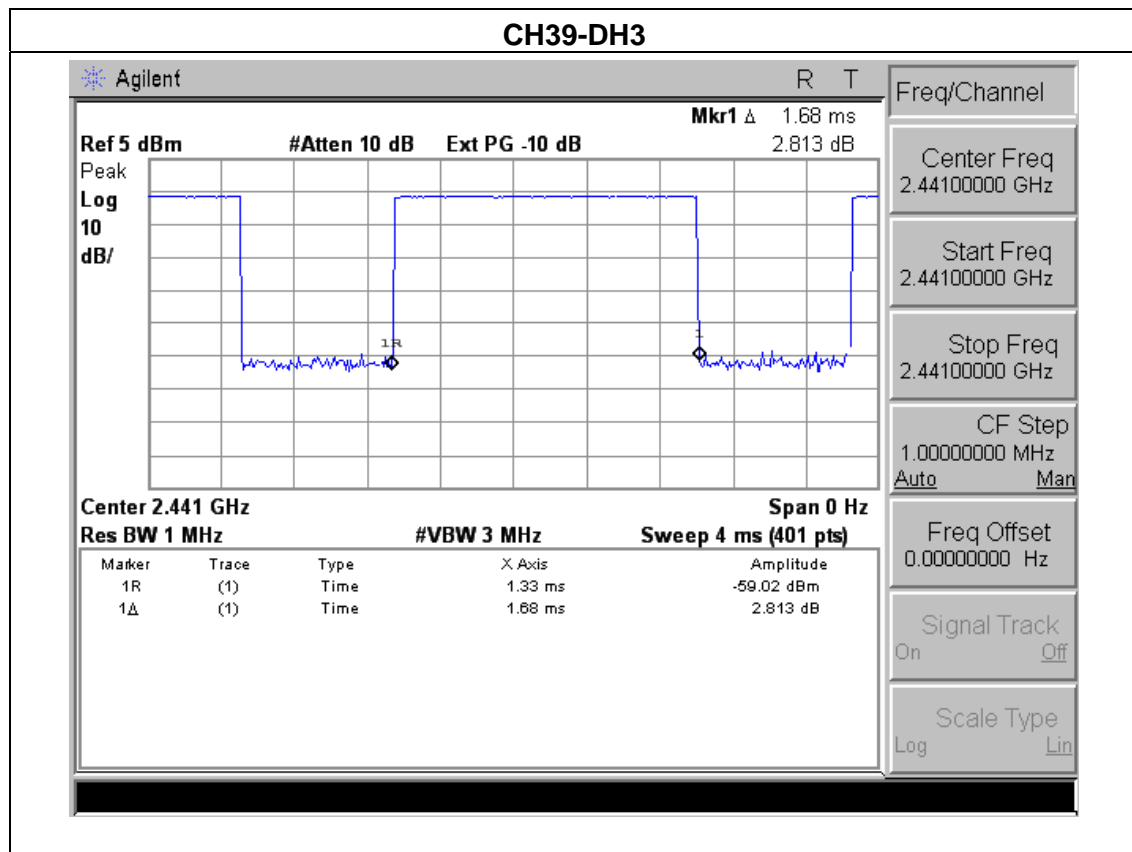 CH39-DH3
Agilent R T
Mkr1 Δ 1.68 ms
Ref 5 dBm #Atten 10 dB Ext PG -10 dB 2.813 dB
Peak
Log
10
dB/
1R
1
Center 2.441 GHz Span 0 Hz
Res BW 1 MHz #VBW 3 MHz Sweep 4 ms (401 pts)
Marker Trace Type X Axis Amplitude
1R (1) Time 1.33 ms -59.02 dBm
1Δ (1) Time 1.68 ms 2.813 dB
Freq/Channel
Center Freq
2.44100000 GHz
Start Freq
2.44100000 GHz
Stop Freq
2.44100000 GHz
CF Step
1.00000000 MHz
Auto Man
Freq Offset
0.00000000 Hz
Signal Track
On Off
Scale Type
Log Lin